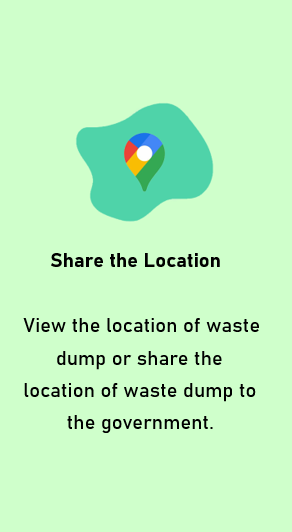 Share the Location
View the location of waste
dump or share the
location of waste dump to
the government.